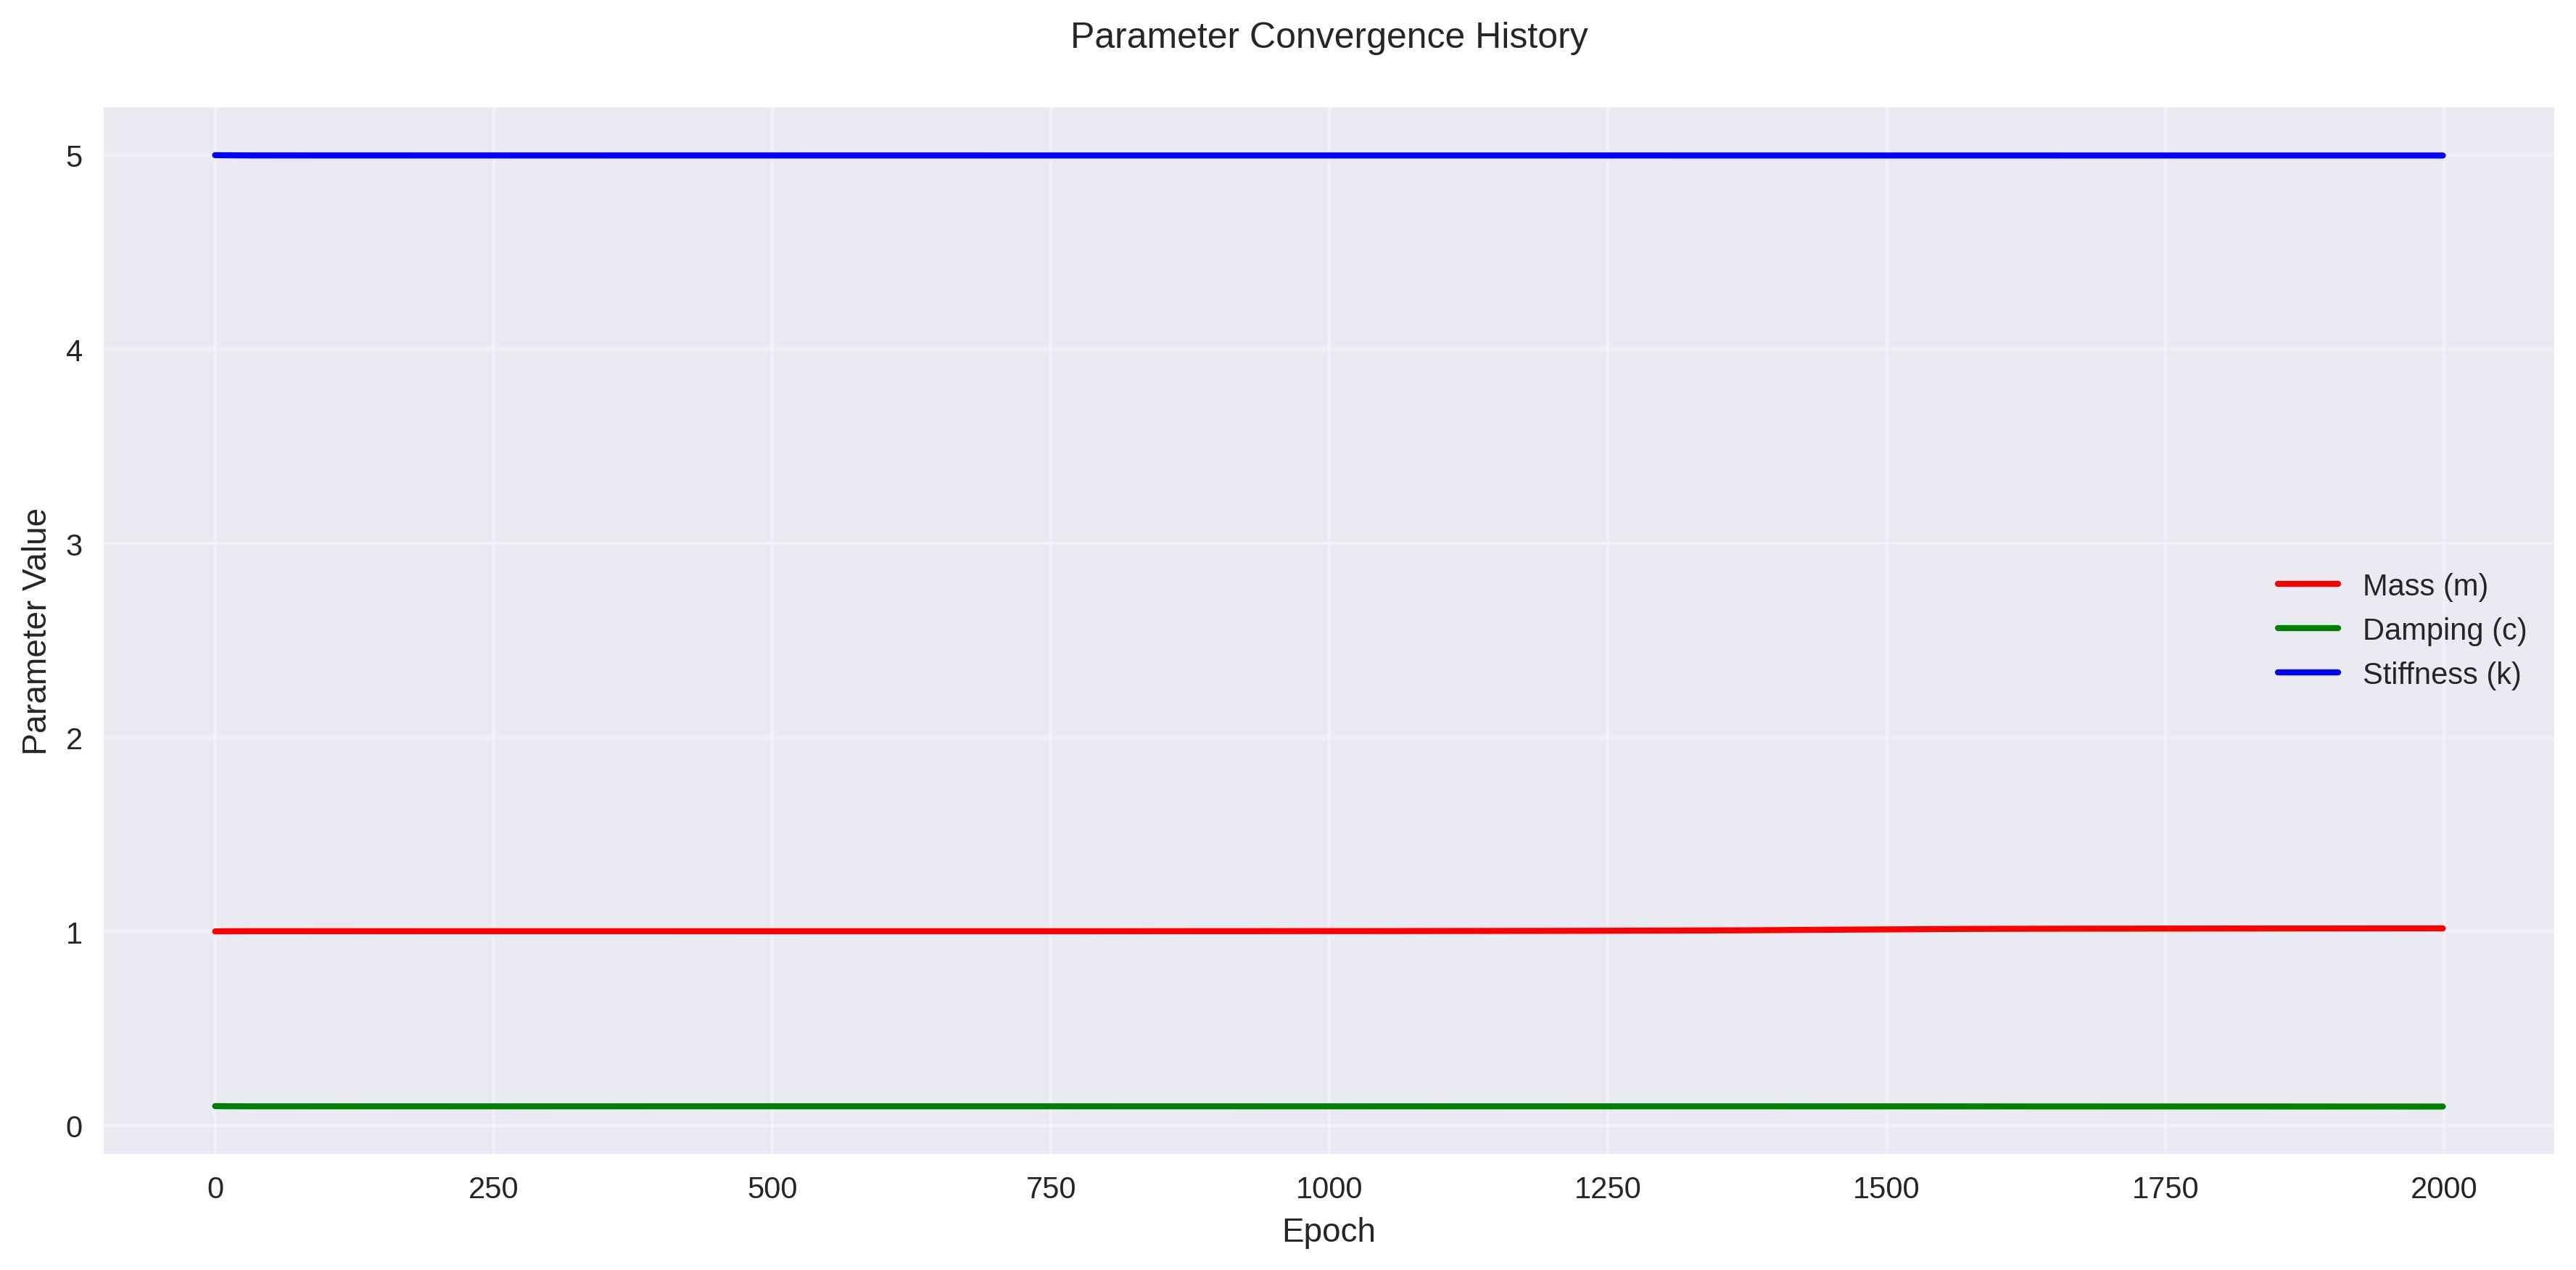 Parameter Convergence History
Parameter Value
5
4
3
2
1
0
Mass (m)
Damping (c)
Stiffness (k)
0 250 500 750 1000 1250 1500 1750 2000
Epoch